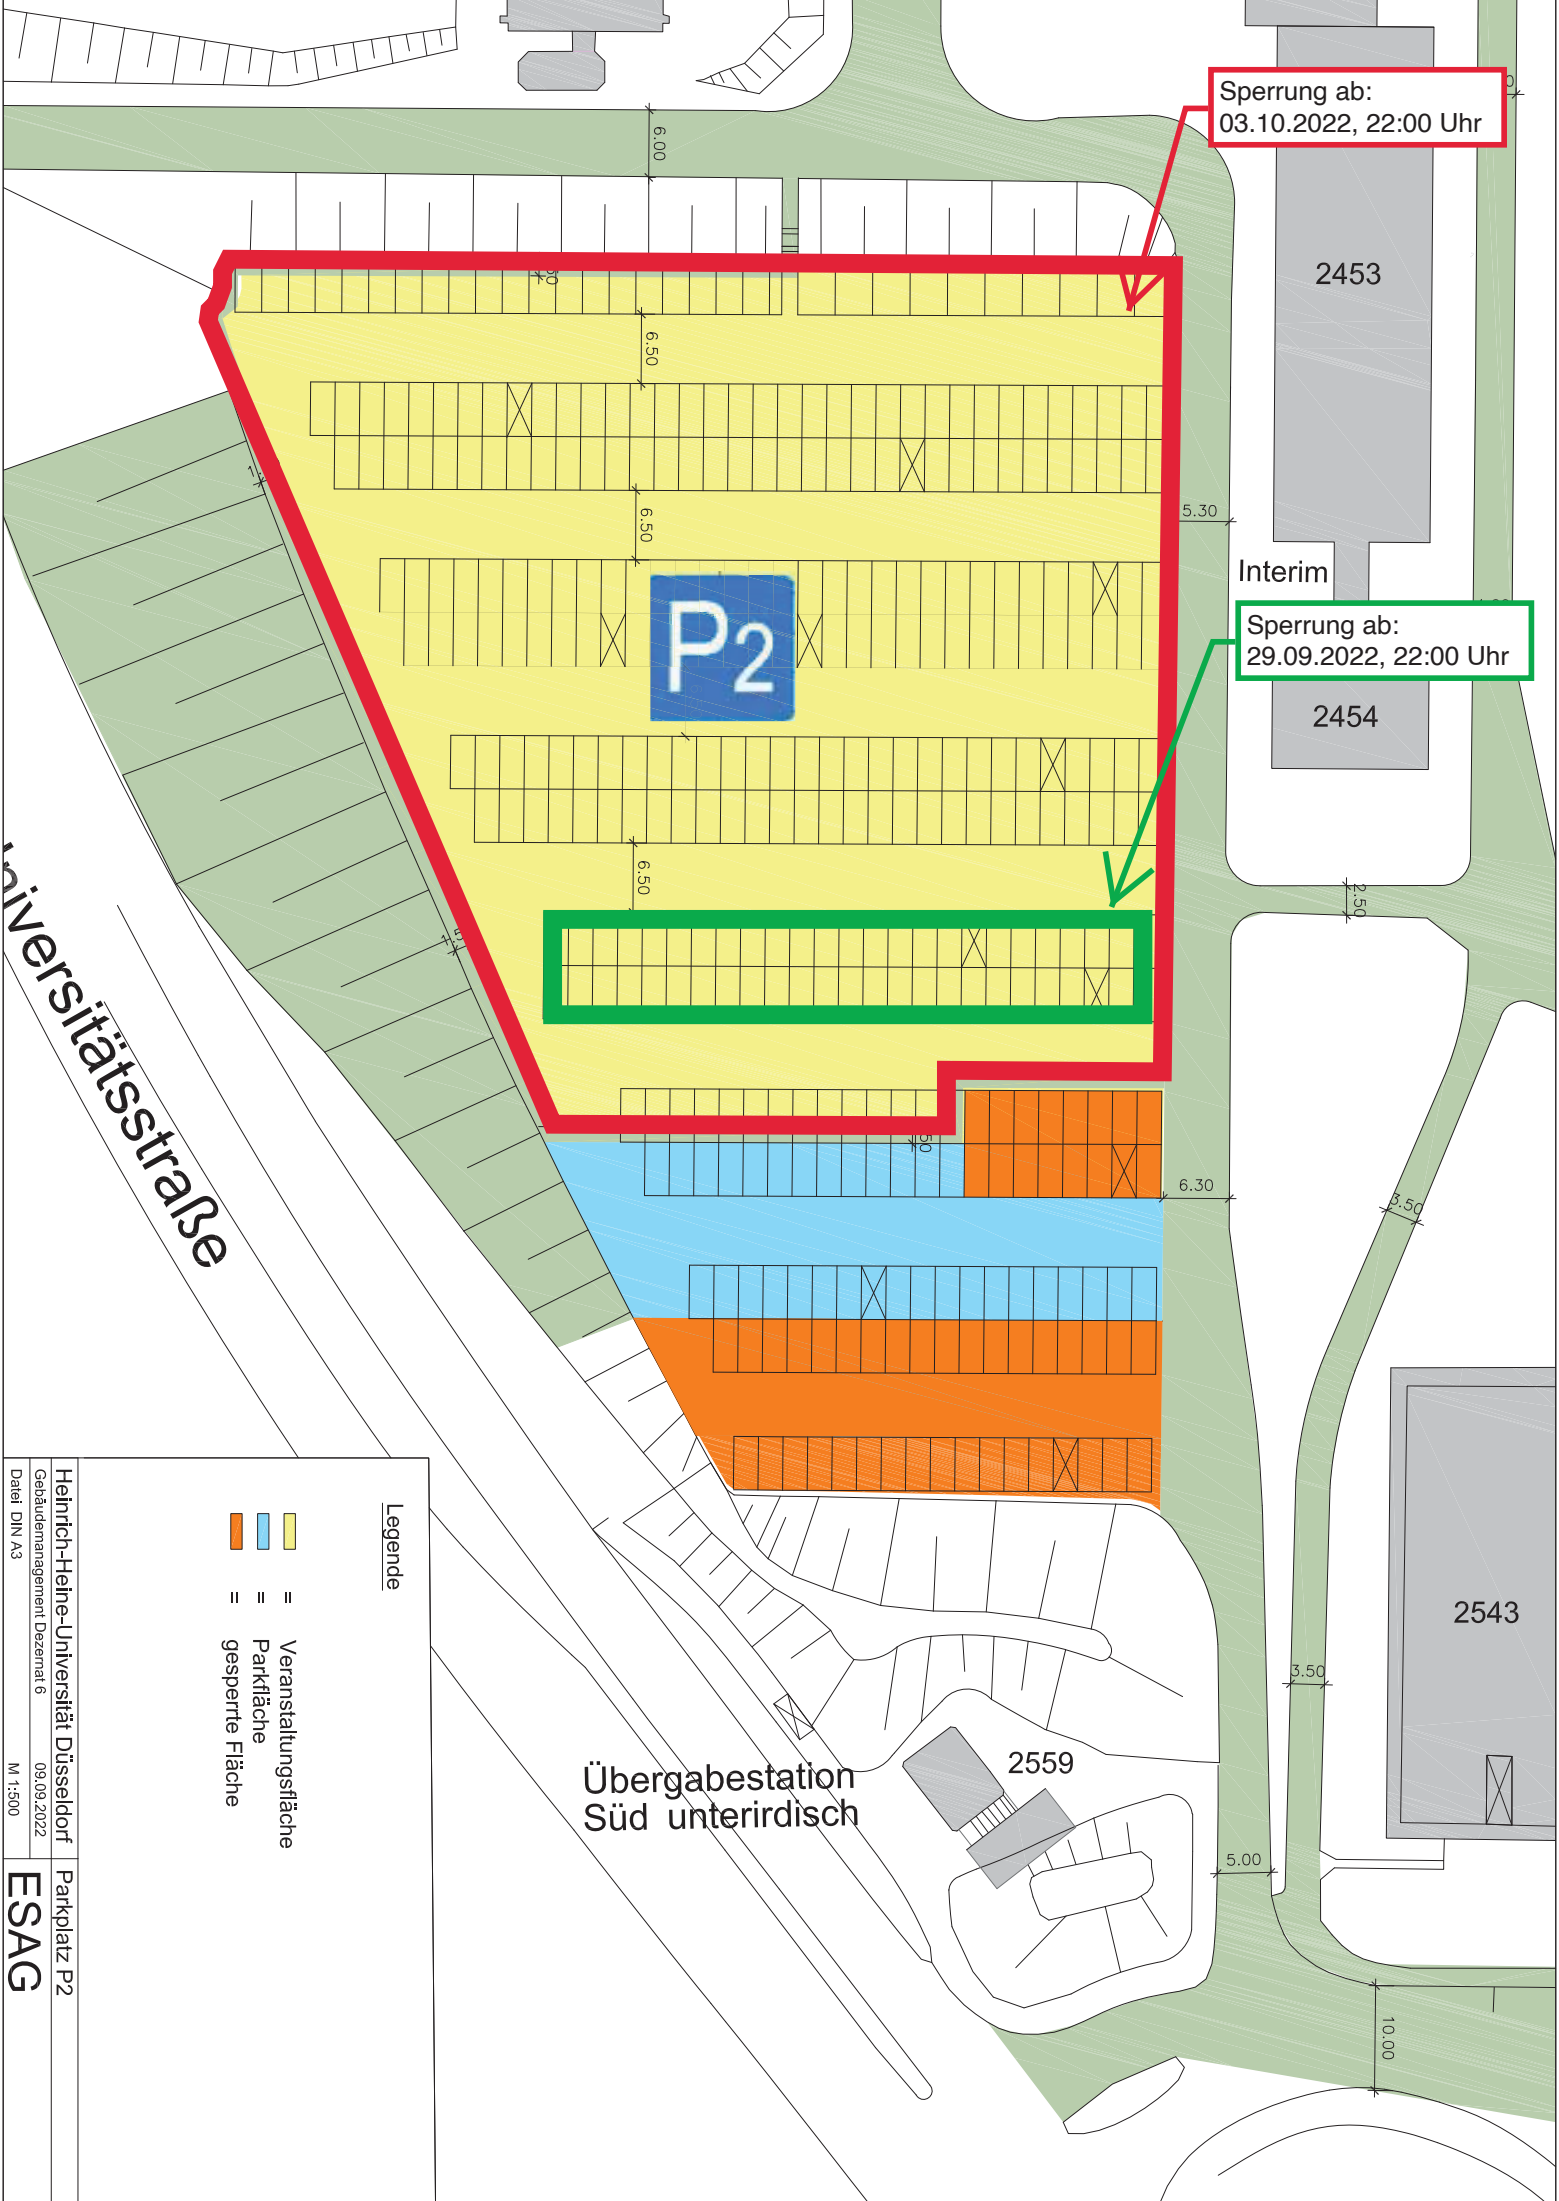 Sperrung ab:
03.10.2022, 22:00 Uhr
6.00
2453
50
6.50
6.50
5.30
Interim
P2
Sperrung ab:
29.09.2022, 22:00 Uhr
2454
6.50
2.50
niversitätsstraße
50
6.30
3.50
Legende
= Veranstaltungsfläche
= Parkfläche
= gesperrte Fläche
2543
3.50
2559
Übergabestation
Süd unterirdisch
5.00
10.00
Heinrich-Heine-Universität Düsseldorf
Parkplatz P2
Gebäudemanagement Dezernat 6 09.09.2022
Datei DIN A3 M 1:500
ESAG